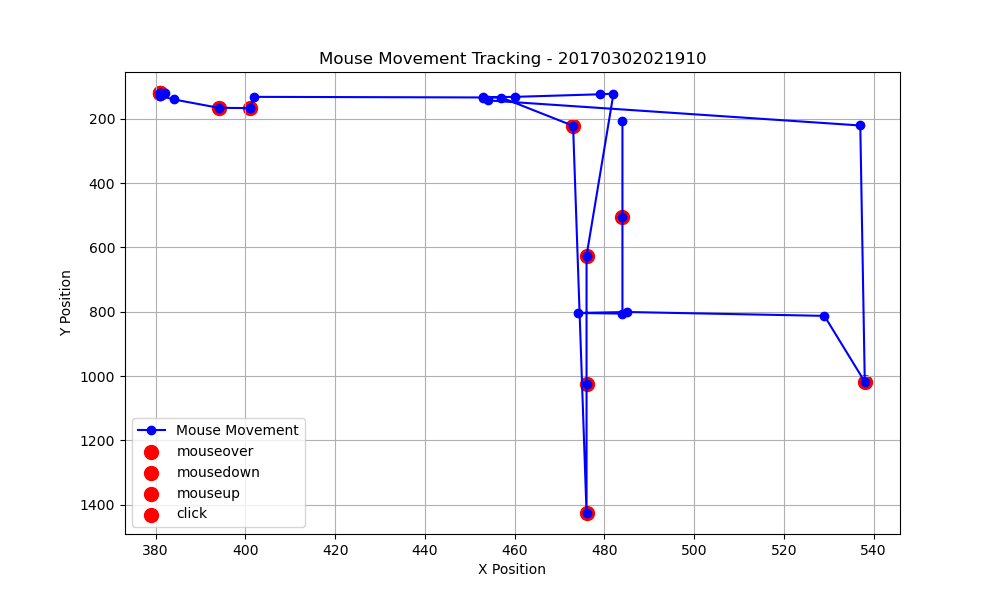 Mouse Movement Tracking - 20170302021910
Y Position
200
400
600
800
1000
1200
1400
Mouse Movement
mouseover
mousedown
mouseup
click
380 400 420 440 460 480 500 520 540
X Position